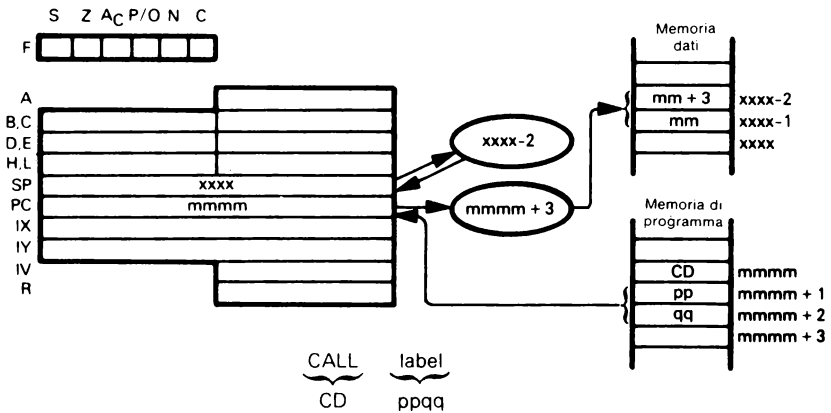 S Z AC P/O N C
F
A
B,C
D,E
H,L
SP xxxx
PC mmmm
IX
IY
IV
R
xxxx-2
mmmm + 3
Memoria
dati
mm + 3 xxxx-2
mm xxxx-1
xxxx
Memoria di
programma
CD mmmm
pp mmmm + 1
qq mmmm + 2
mmmm + 3
CALL label
CD ppqq